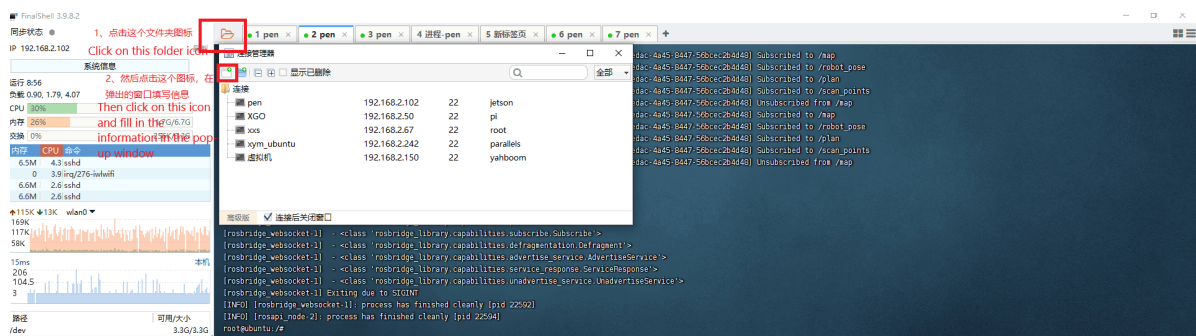 FinalShell 3.9.8.2
同步状态
1、点击这个文件夹图标
1 pen ×
2 pen ×
3 pen ×
4 进程-pen ×
5 新标签页 ×
6 pen ×
7 pen ×
+
IP 192.168.2.102
Click on this folder icon
连接管理器
系统信息
2、然后点击这个图标，在
弹出的窗口填写信息
Then click on this icon
and fill in the
information in the pop-
up window
显示已删除
全部
运行 8:56
负载 0.90, 1.79, 4.07
CPU 30%
内存 26%
1.7G/6.7G
交换 0%
内存 CPU 命令
6.5M 4.3 sshd
0 3.9 irq/276-iwlwifi
6.6M 2.6 sshd
6.6M 2.6 sshd
115K 13K wlan0
169K
117K
58K
15ms 本机
206
104.5
3
路径 可用/大小
/dev 3.3G/3.3G
连接
pen 192.168.2.102 22 jetson
XGO 192.168.2.50 22 pi
xxs 192.168.2.67 22 root
xym_ubuntu 192.168.2.242 22 parallels
虚拟机 192.168.2.150 22 yahboom
高级版 连接后关闭窗口
edac-4a45-8447-56bcec2b4d48] Subscribed to /map
edac-4a45-8447-56bcec2b4d48] Subscribed to /robot_pose
edac-4a45-8447-56bcec2b4d48] Subscribed to /plan
edac-4a45-8447-56bcec2b4d48] Subscribed to /scan_points
edac-4a45-8447-56bcec2b4d48] Unsubscribed from /map
edac-4a45-8447-56bcec2b4d48] Subscribed to /map
edac-4a45-8447-56bcec2b4d48] Subscribed to /robot_pose
edac-4a45-8447-56bcec2b4d48] Subscribed to /plan
edac-4a45-8447-56bcec2b4d48] Subscribed to /scan_points
edac-4a45-8447-56bcec2b4d48] Unsubscribed from /map
[rosbridge_websocket-1] - <class 'rosbridge_library.capabilities.subscribe.Subscribe'>
[rosbridge_websocket-1] - <class 'rosbridge_library.capabilities.defragmentation.Defragment'>
[rosbridge_websocket-1] - <class 'rosbridge_library.capabilities.advertise_service.AdvertiseService'>
[rosbridge_websocket-1] - <class 'rosbridge_library.capabilities.service_response.ServiceResponse'>
[rosbridge_websocket-1] - <class 'rosbridge_library.capabilities.unadvertise_service.UnadvertiseService'>
[rosbridge_websocket-1] Exiting due to SIGINT
[INFO] [rosbridge_websocket-1]: process has finished cleanly [pid 22592]
[INFO] [rosapi_node-2]: process has finished cleanly [pid 22594]
root@ubuntu:/#